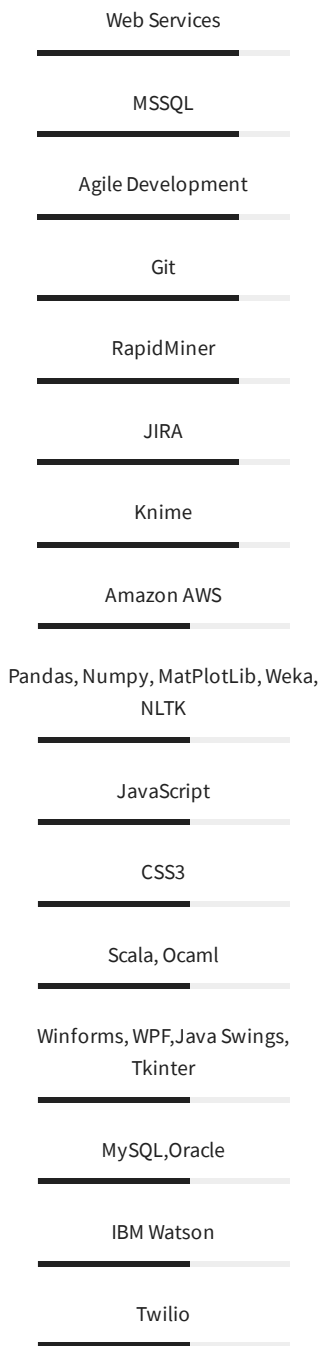 Web Services
MSSQL
Agile Development
Git
RapidMiner
JIRA
Knime
Amazon AWS
Pandas, Numpy, MatPlotLib, Weka,
NLTK
JavaScript
CSS3
Scala, Ocaml
Winforms, WPF,Java Swings,
Tkinter
MySQL,Oracle
IBM Watson
Twilio